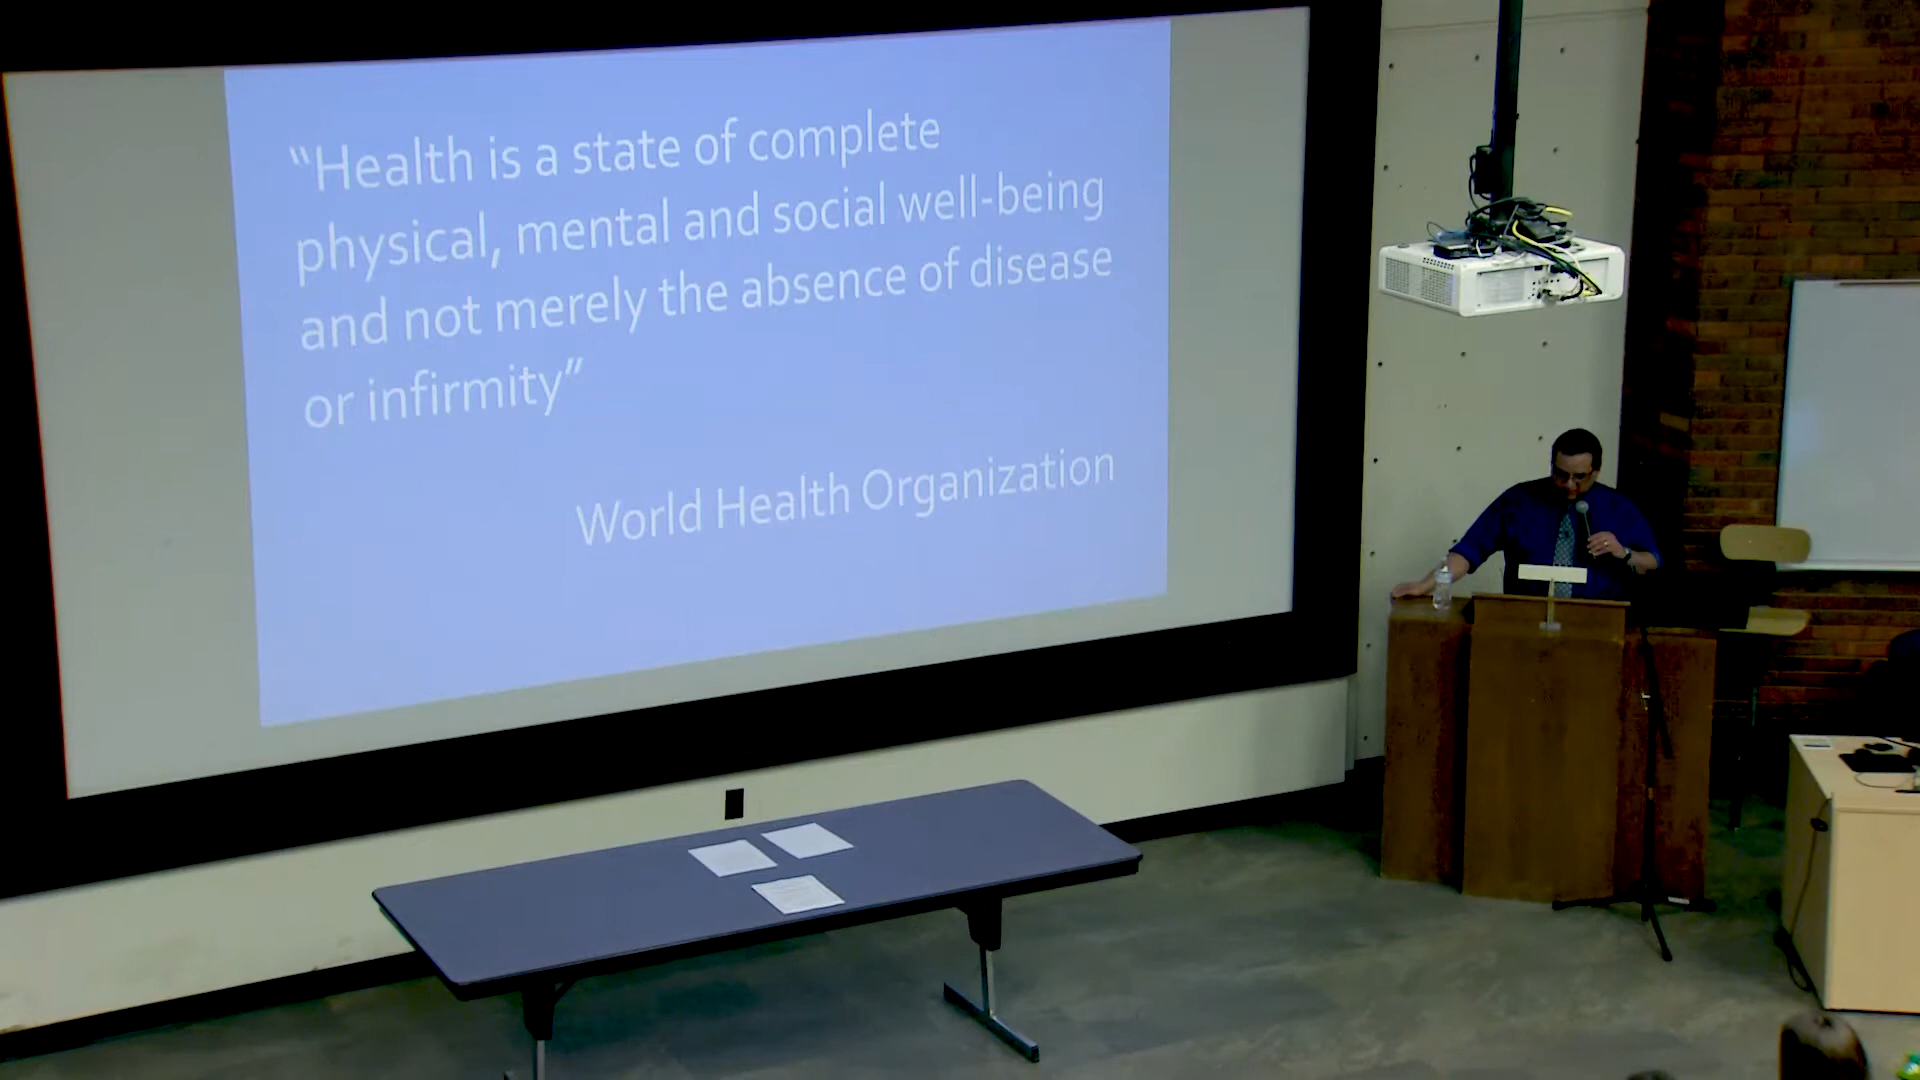 “Health is a state of complete
physical, mental and social well-being
and not merely the absence of disease
or infirmity”
World Health Organization